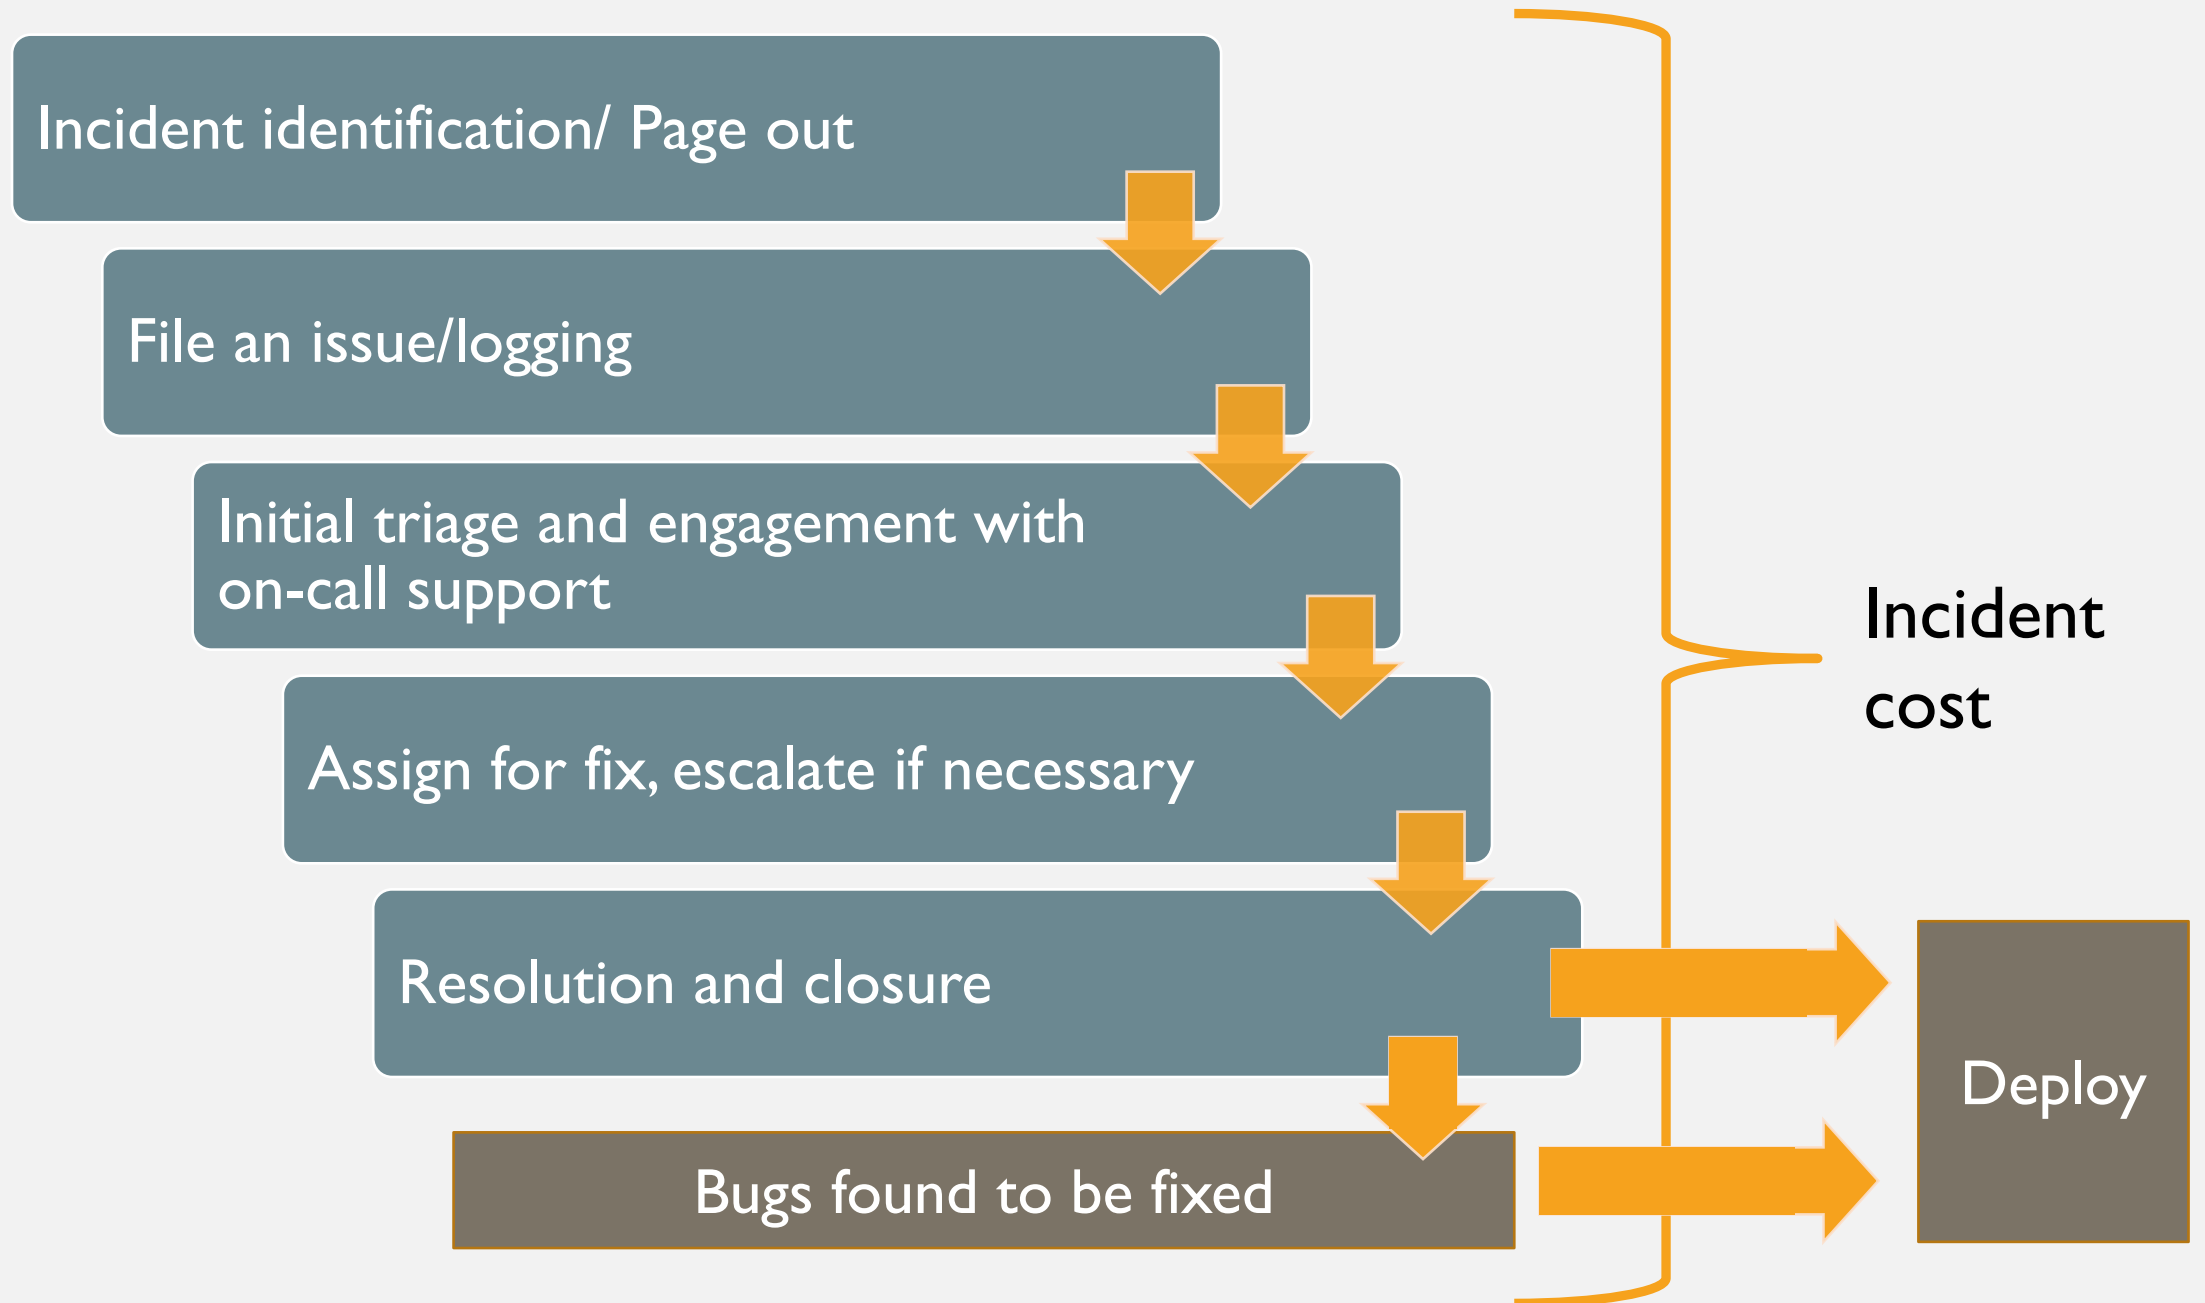 Incident identification/ Page out
File an issue/logging
Initial triage and engagement with
on-call support
Assign for fix, escalate if necessary
Resolution and closure
Bugs found to be fixed
Incident
cost
Deploy